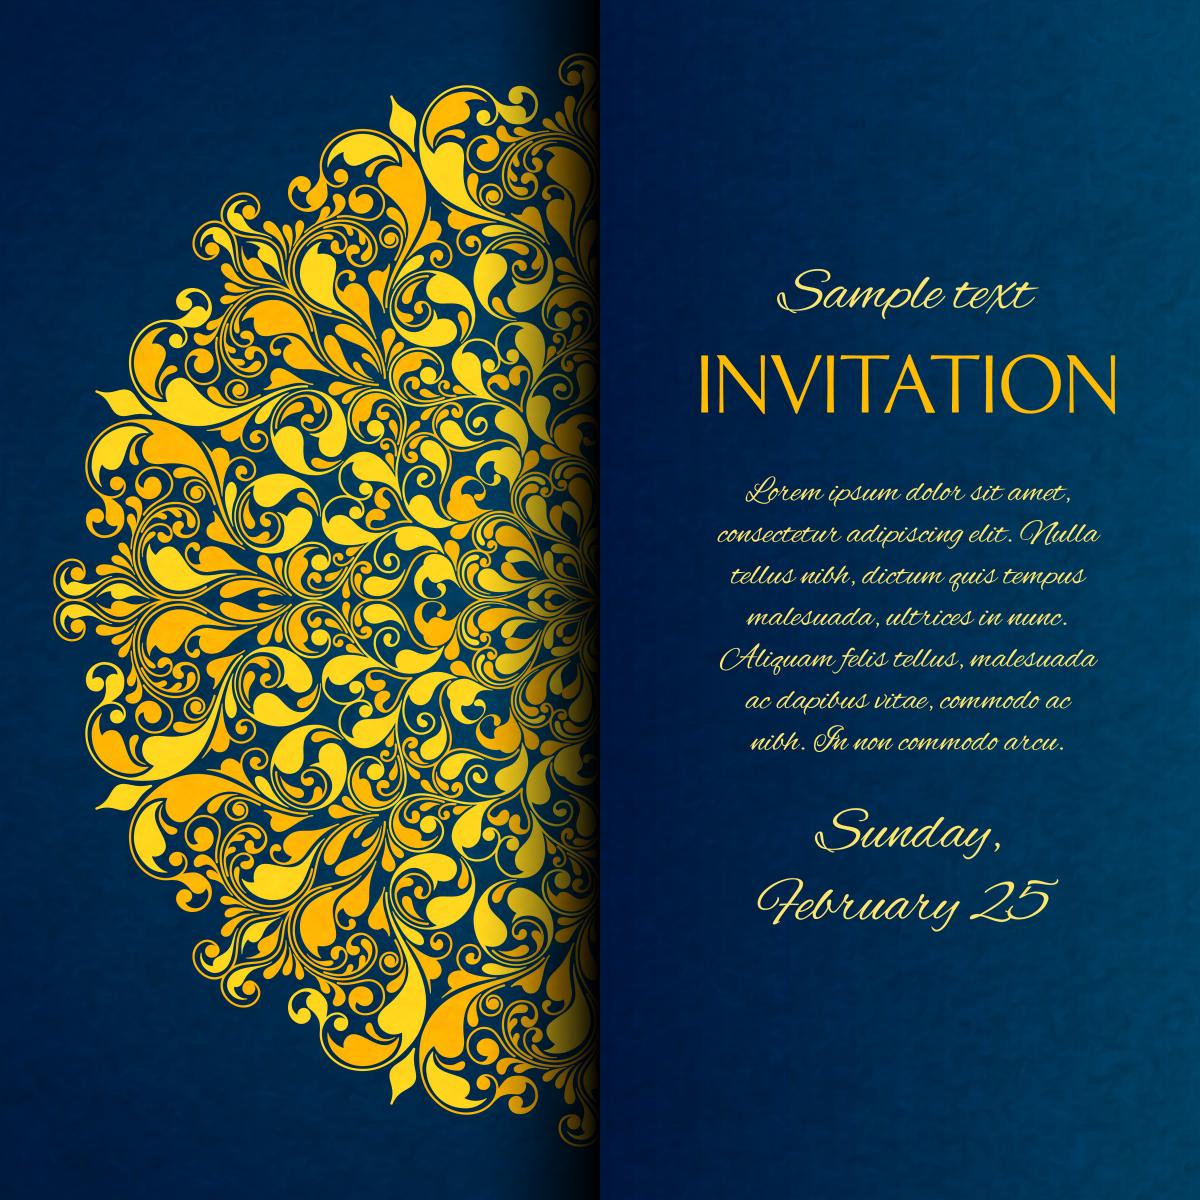 Sample text
INVITATION
Lorem ipsum dolor sit amet,
consectetur adipiscing elit. Nulla
tellus nibh, dictum quis tempus
malesuada, ultrices in nunc.
Aliquam felis tellus, malesuada
ac dapibus vitae, commodo ac
nibh. In non commodo arcu.
Sunday,
February 25